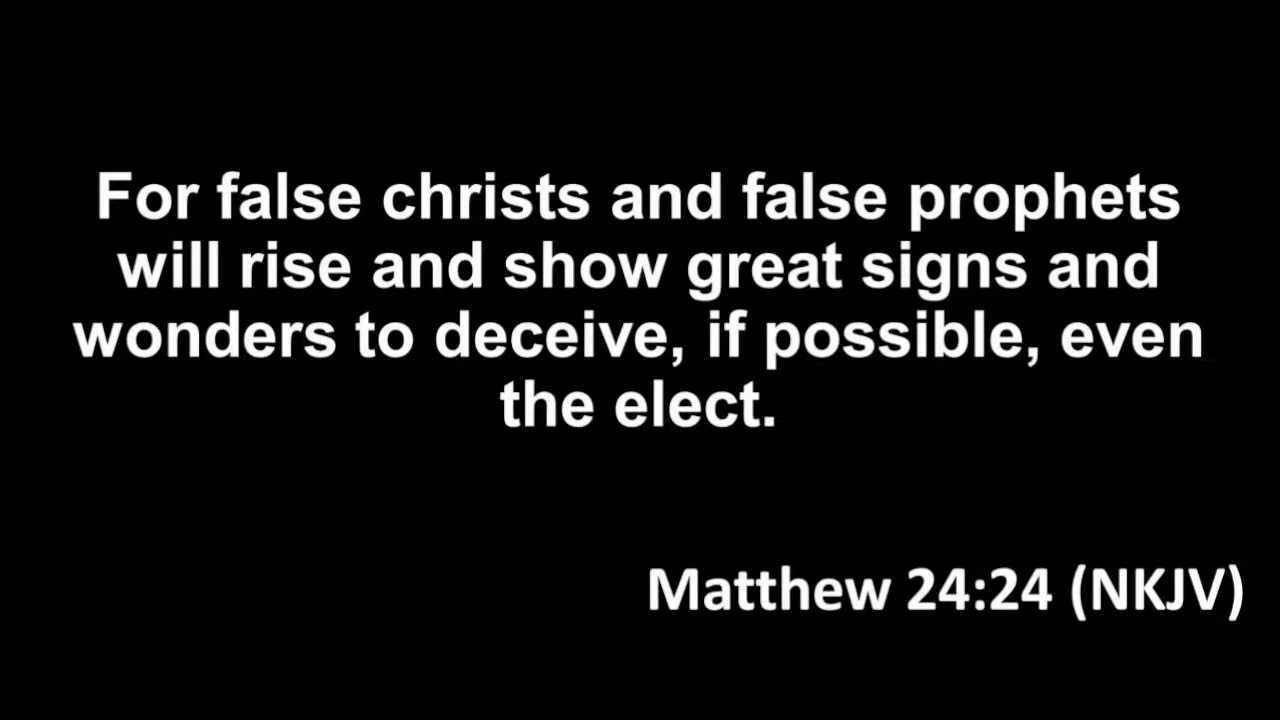 For false christs and false prophets
will rise and show great signs and
wonders to deceive, if possible, even
the elect.
Matthew 24:24 (NKJV)